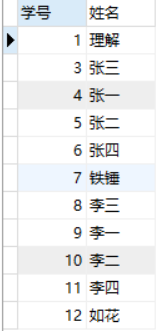 学号 姓名
1 理解
3 张三
4 张一
5 张二
6 张四
7 铁锤
8 李三
9 李一
10 李二
11 李四
12 如花